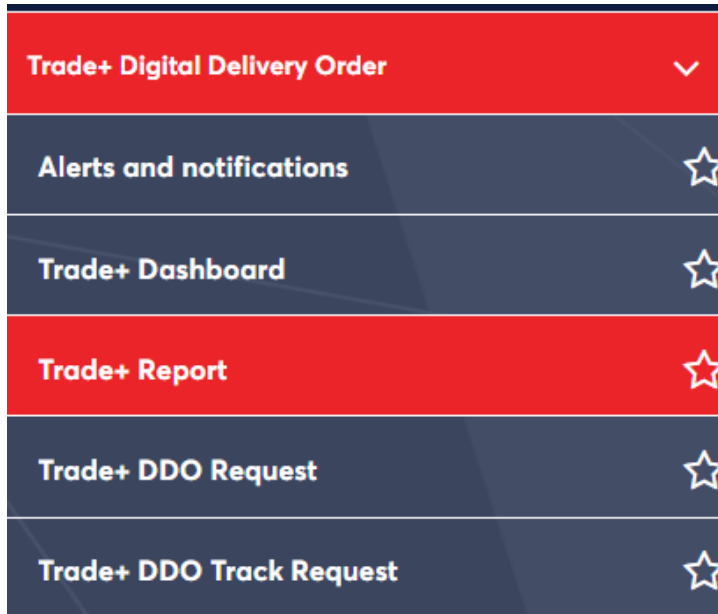 Trade+ Digital Delivery Order
Alerts and notifications
Trade+ Dashboard
Trade+ Report
Trade+ DDO Request
Trade+ DDO Track Request